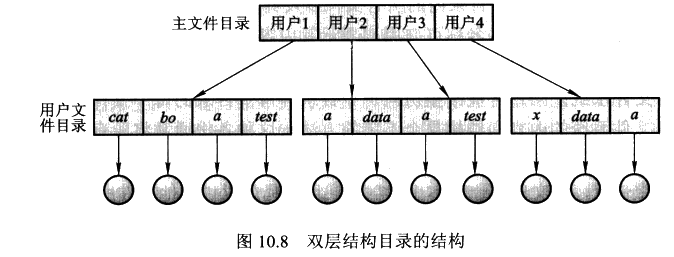 主文件目录 用户1 用户2 用户3 用户4
用户文件目录 cat bo a test a data a test x data a
图 10.8 双层结构目录的结构